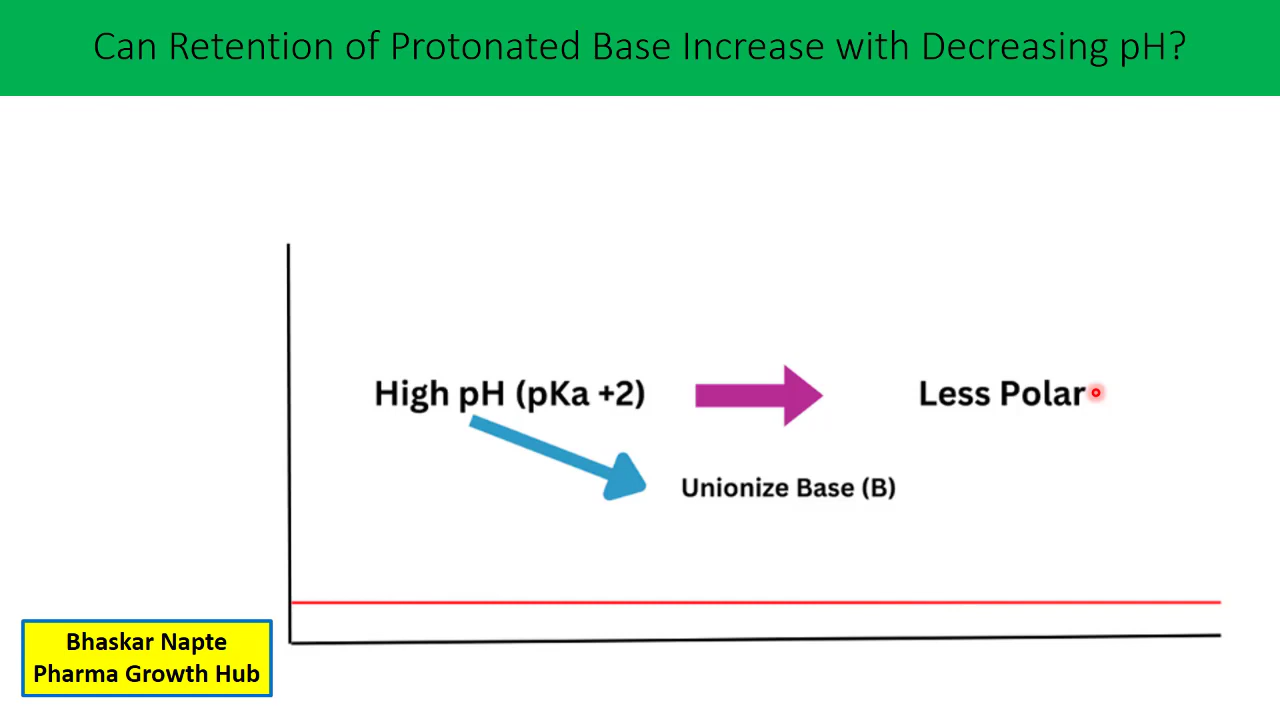 Can Retention of Protonated Base Increase with Decreasing pH?
High pH (pKa +2)
Less Polar
Unionize Base (B)
Bhaskar Napte
Pharma Growth Hub